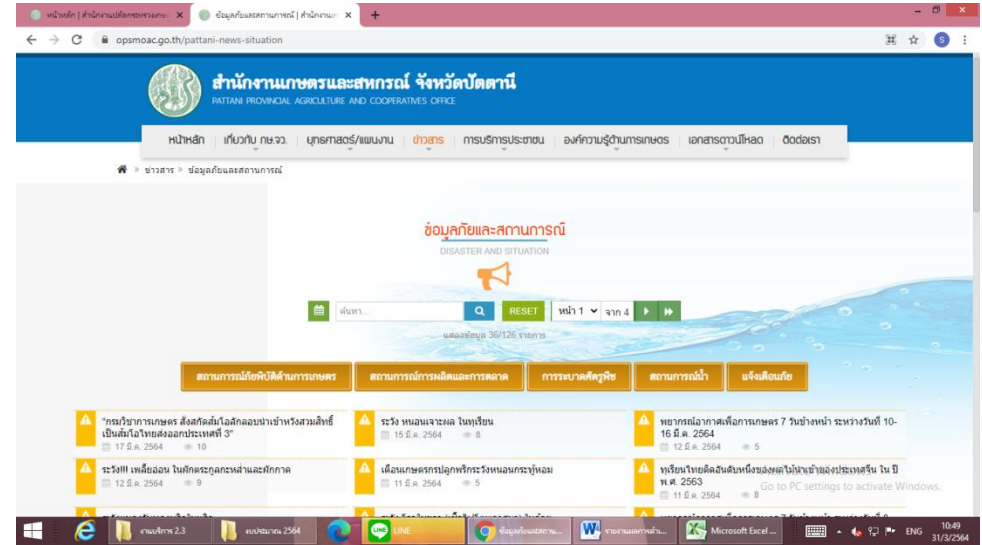 หน้าหลัก | สำนักงานปลัดกระทรวงเกษ
ข้อมูลภัยและสถานการณ์ | สำนักงานเก
opsmoac.go.th/pattani-news-situation
S
สำนักงานเกษตรและสหกรณ์ จังหวัดปัตตานี
PATTANI PROVINCIAL AGRICULTURE AND COOPERATIVES OFFICE
หน้าหลัก เกี่ยวกับ กษ.จว. ยุทธศาสตร์/แผนงาน ข่าวสาร การบริการประชาชน องค์ความรู้ด้านการเกษตร เอกสารดาวน์โหลด ติดต่อเรา
» ข่าวสาร » ข้อมูลภัยและสถานการณ์
ข้อมูลภัยและสถานการณ์
DISASTER AND SITUATION
ค้นหา... RESET หน้า 1 จาก 4
แสดงข้อมูล 36/126 รายการ
สถานการณ์ภัยพิบัติด้านการเกษตร สถานการณ์การผลิตและการตลาด การระบาดศัตรูพืช สถานการณ์น้ำ แจ้งเตือนภัย
"กรมวิชาการเกษตร สั่งสกัดส้มโอลักลอบนำเข้าหวังสวมสิทธิ์
เป็นส้มโอไทยส่งออกประเทศที่ 3"
17 มี.ค. 2564 10
ระวัง หนอนเจาะผล ในทุเรียน
15 มี.ค. 2564 8
พยากรณ์อากาศเพื่อการเกษตร 7 วันข้างหน้า ระหว่างวันที่ 10-
16 มี.ค. 2564
12 มี.ค. 2564 5
ระวัง!!! เพลี้ยอ่อน ในผักตระกูลกะหล่ำและผักกาด
12 มี.ค. 2564 9
เตือนเกษตรกรปลูกพริกระวังหนอนกระทู้หอม
11 มี.ค. 2564 5
ทุเรียนไทยติดอันดับหนึ่งของผลไม้นำเข้าของประเทศจีน ใน ปี
พ.ศ. 2563
11 มี.ค. 2564 8
Go to PC settings to activate Windows.
งานบริการ 2.3
งบประมาณ 2564
LINE
ข้อมูลภัยและสถาน...
รายงานผลการดำเ...
Microsoft Excel ...
ENG
10:49
31/3/2564